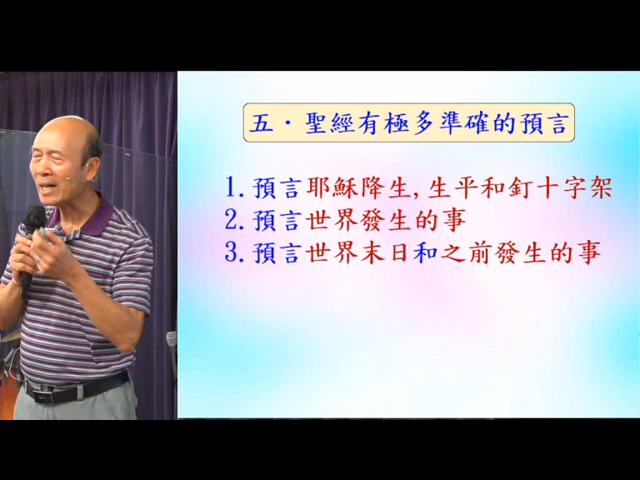 五．聖經有極多準確的預言
1.預言耶穌降生,生平和釘十字架
2.預言世界發生的事
3.預言世界末日和之前發生的事